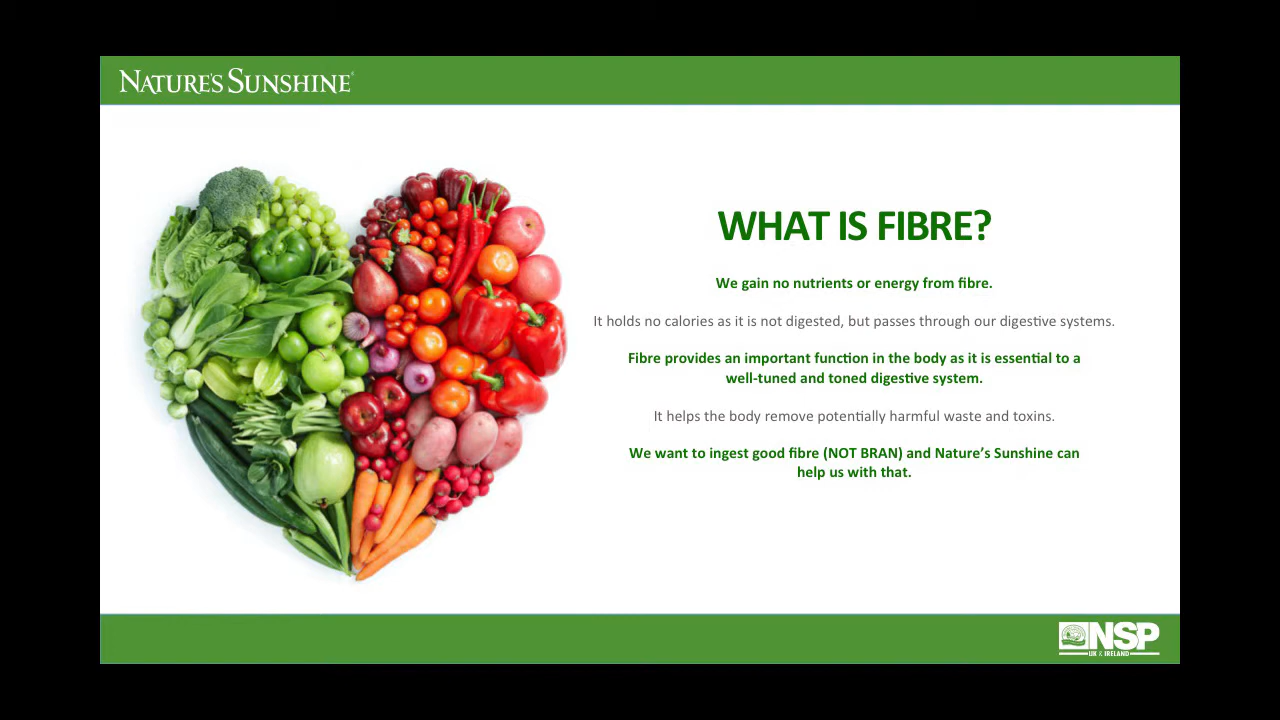 NATURE'S SUNSHINE®
WHAT IS FIBRE?
We gain no nutrients or energy from fibre.
It holds no calories as it is not digested, but passes through our digestive systems.
Fibre provides an important function in the body as it is essential to a
well-tuned and toned digestive system.
It helps the body remove potentially harmful waste and toxins.
We want to ingest good fibre (NOT BRAN) and Nature's Sunshine can
help us with that.
NSP
UK & IRELAND